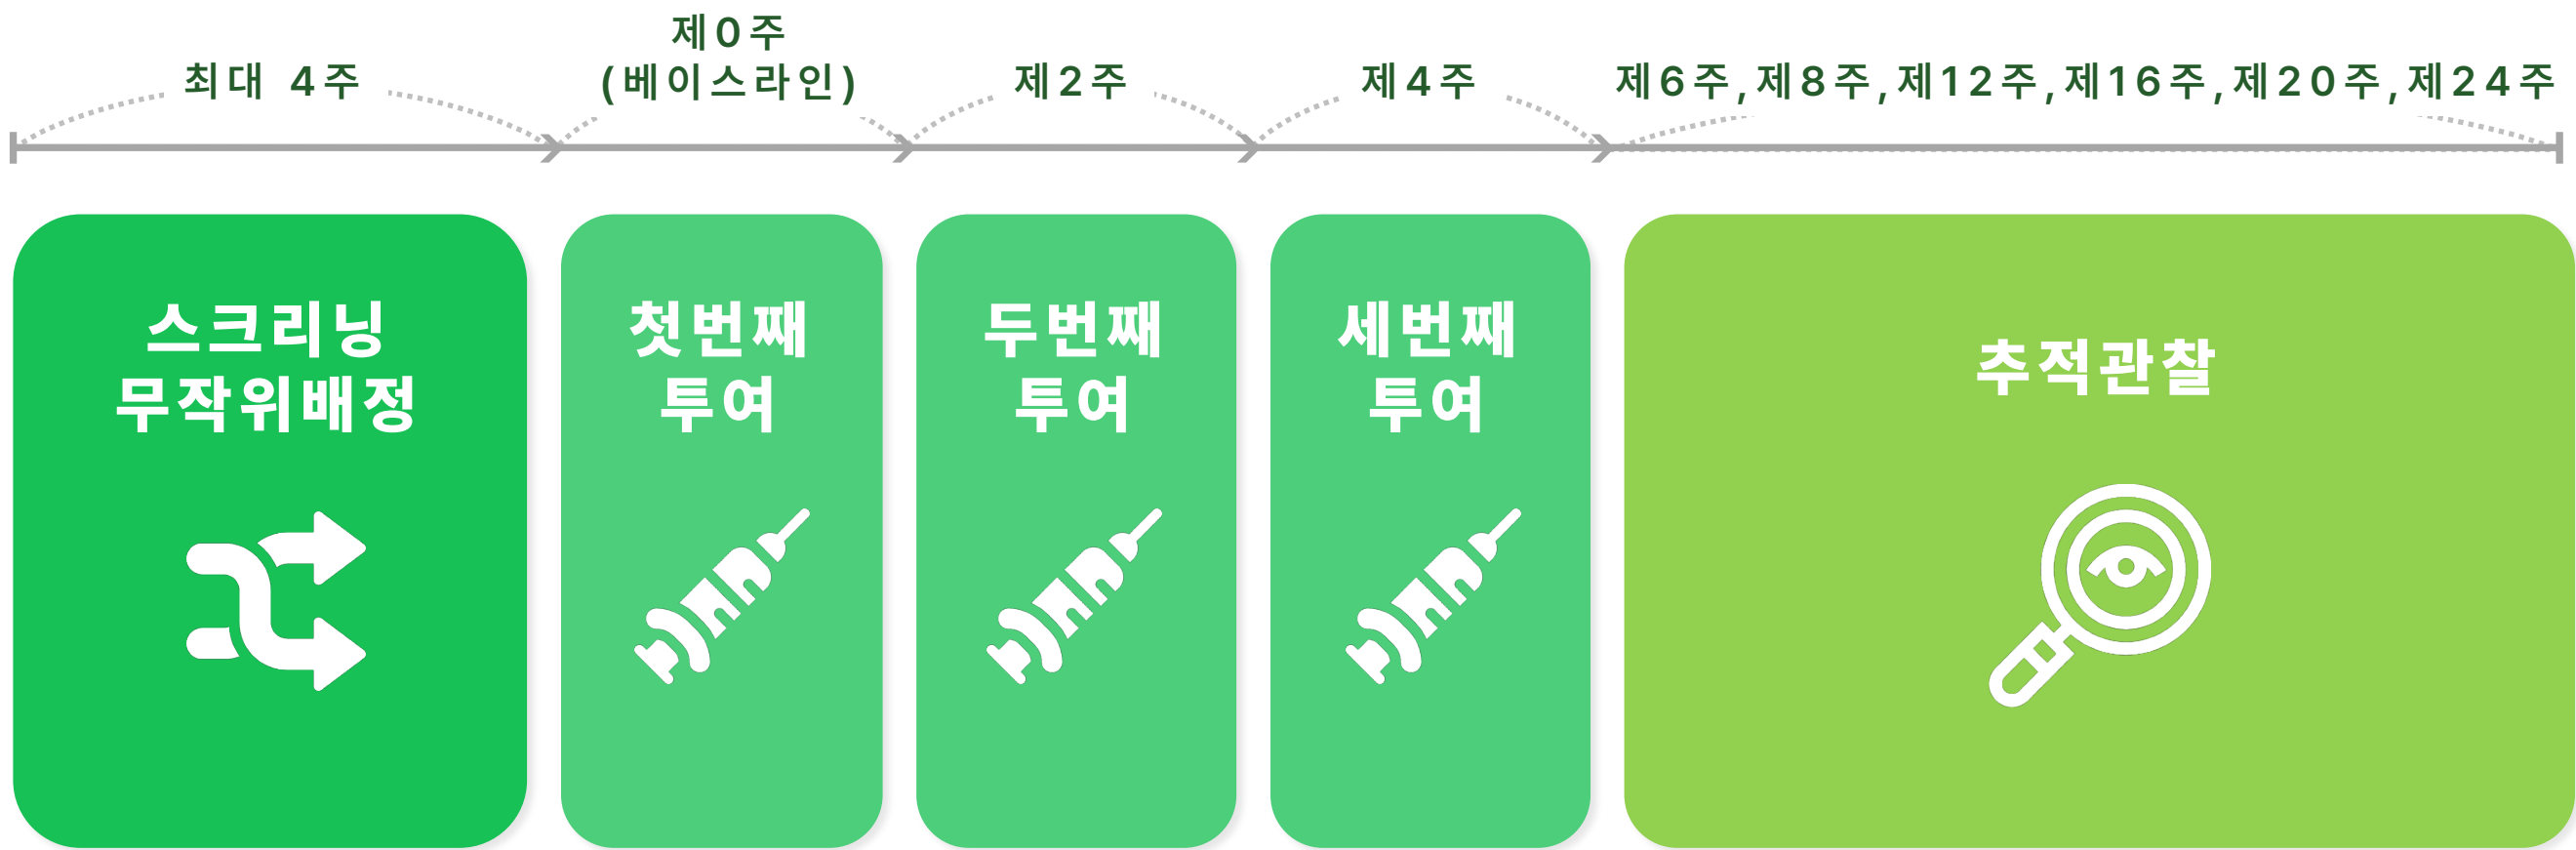 최대 4주
제0주
(베이스라인)
제2주
제4주
제6주,제8주,제12주,제16주,제20주,제24주
스크리닝
무작위배정
첫번째
투여
두번째
투여
세번째
투여
추적관찰